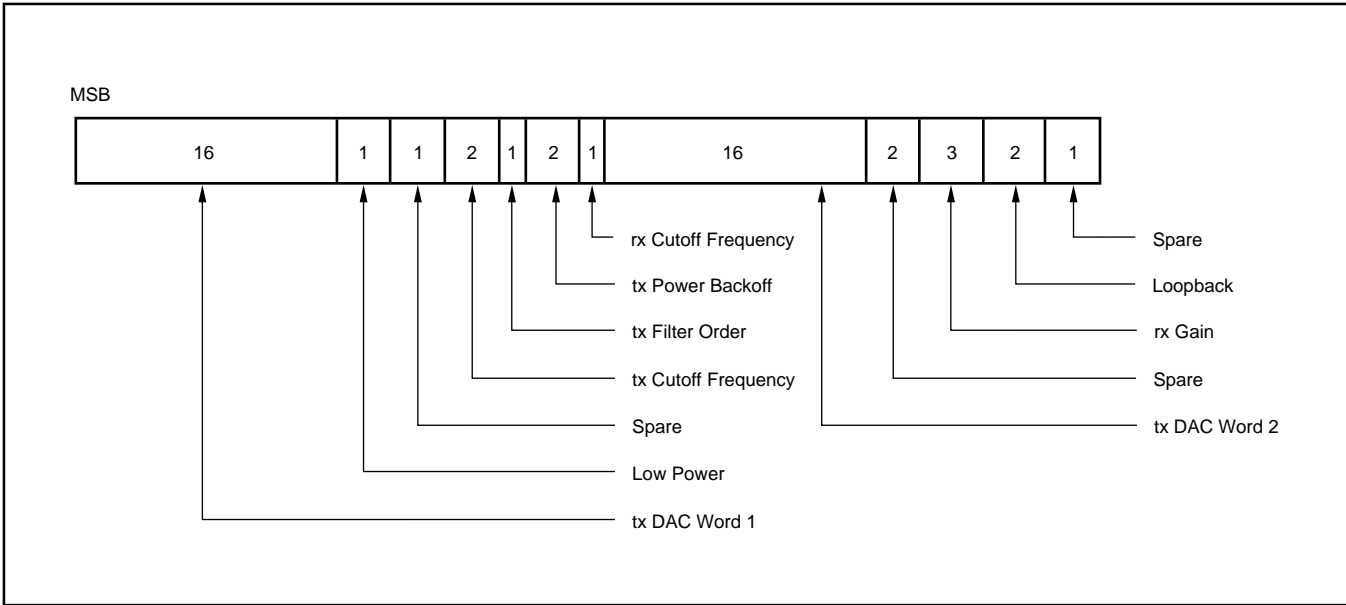 MSB
16 1 1 2 1 2 1 16 2 3 2 1
rx Cutoff Frequency
tx Power Backoff
tx Filter Order
tx Cutoff Frequency
Spare
Low Power
tx DAC Word 1
Spare
Loopback
rx Gain
Spare
tx DAC Word 2